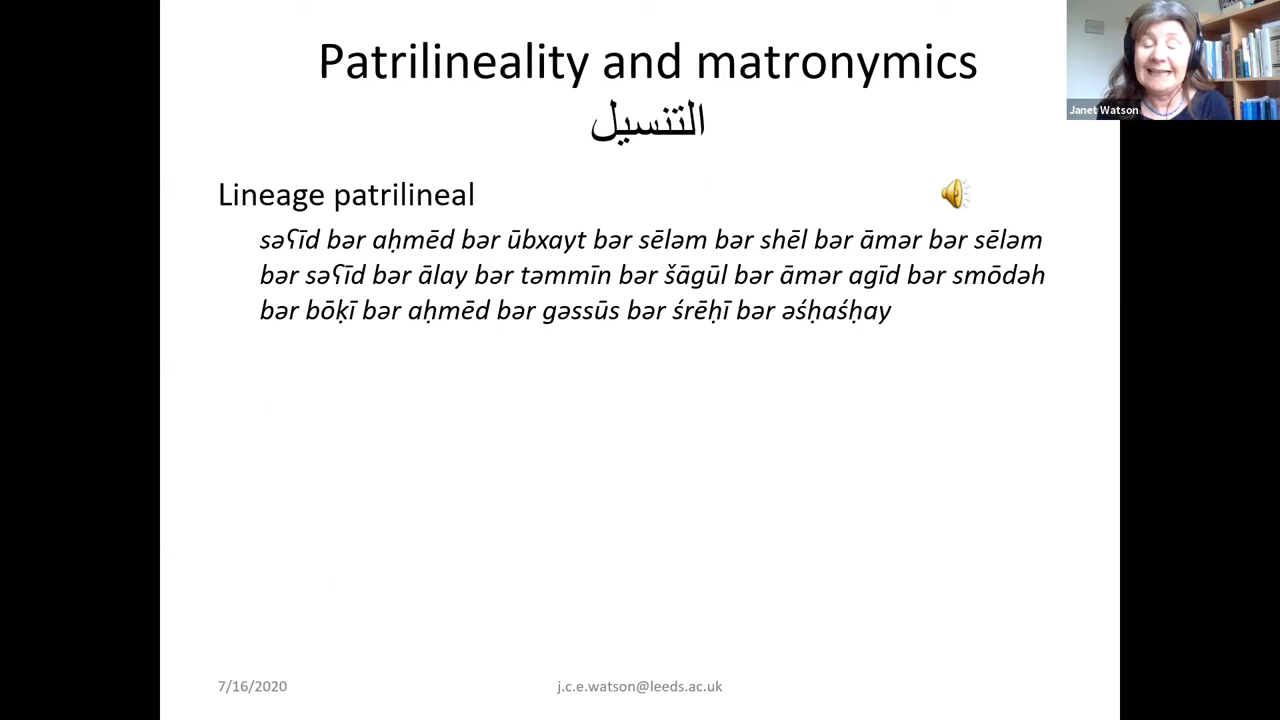 Patrilineality and matronymics
التنسيل
Lineage patrilineal
səʕīd bər aḥmēd bər ūbxayt bər sēləm bər shēl bər āmər bər sēləm
bər səʕīd bər ālay bər təmmīn bər šāgūl bər āmər agīd bər smōdəh
bər bōḳī bər aḥmēd bər gəssūs bər śrēḥī bər əśḥaśḥay
7/16/2020
j.c.e.watson@leeds.ac.uk
Janet Watson